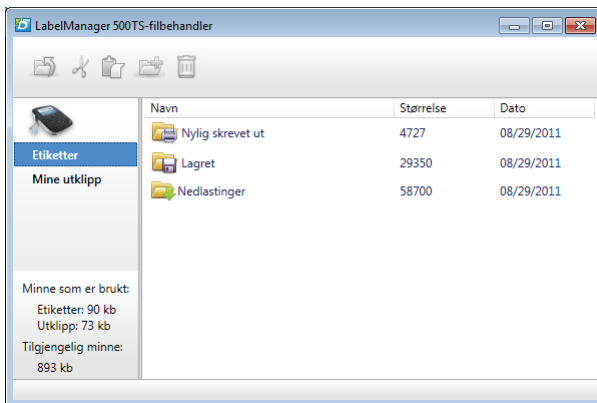 LabelManager 500TS-filbehandler
Navn Størrelse Dato
Nylig skrevet ut 4727 08/29/2011
Lagret 29350 08/29/2011
Nedlastinger 58700 08/29/2011
Etiketter
Mine utklipp
Minne som er brukt:
Etiketter: 90 kb
Utklipp: 73 kb
Tilgjengelig minne:
893 kb